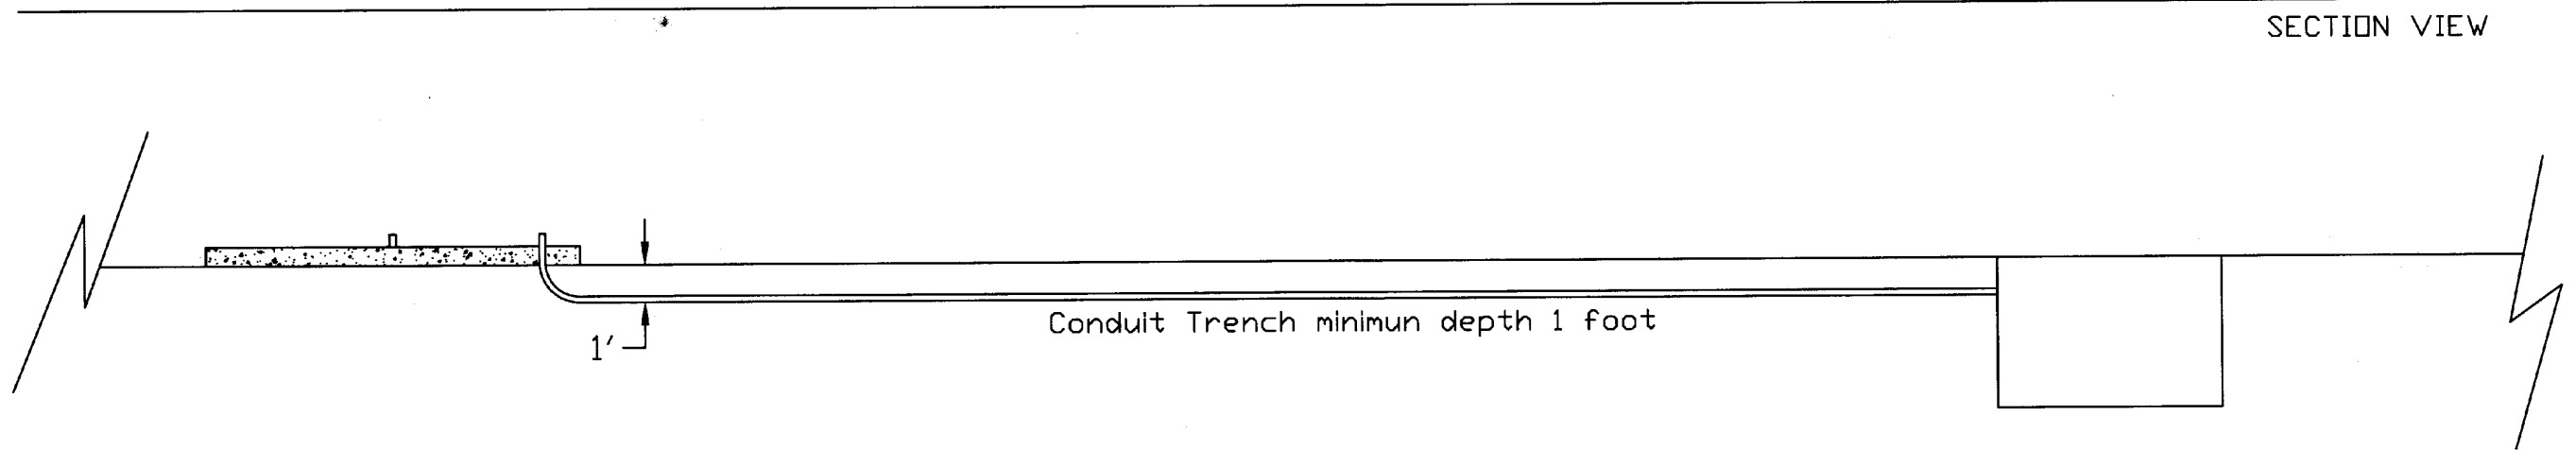 SECTION VIEW
Conduit Trench minimun depth 1 foot
1'